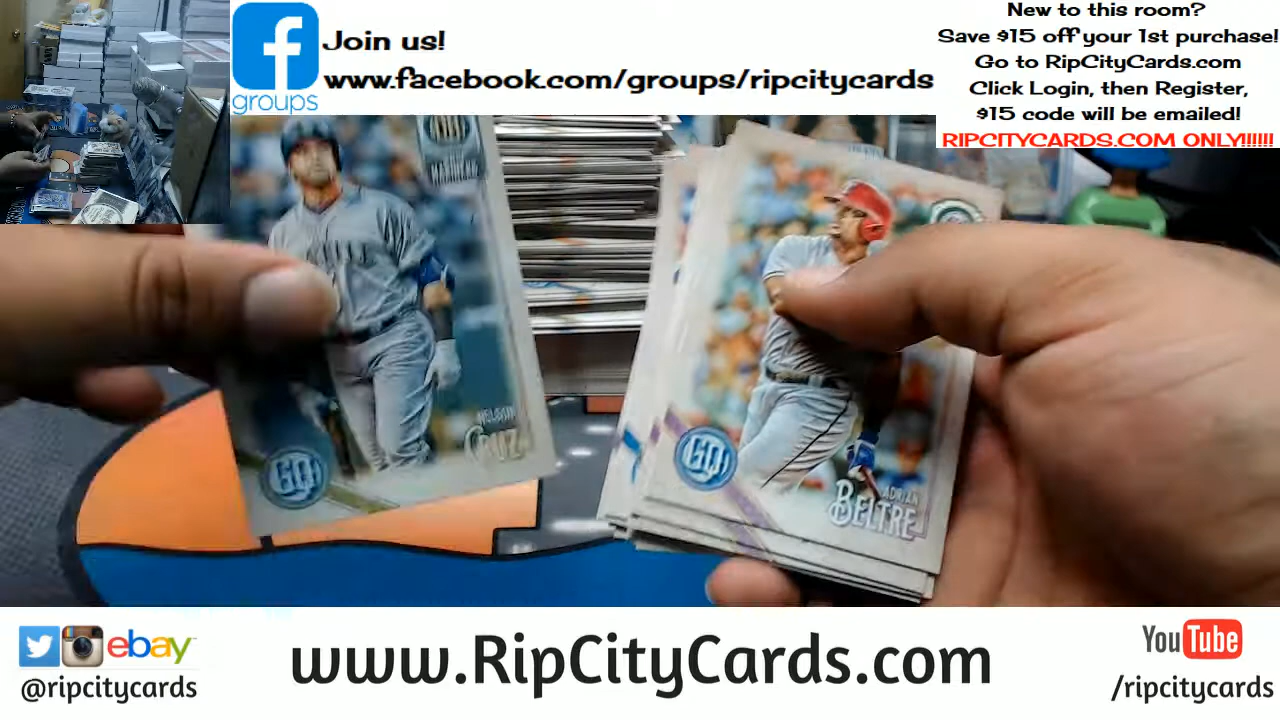 Join us!
www.facebook.com/groups/ripcitycards
groups
New to this room?
Save $15 off your 1st purchase!
Go to RipCityCards.com
Click Login, then Register,
$15 code will be emailed!
RIPCITYCARDS.COM ONLY!!!!!!
NELSON
CRUZ
GQ
GQ
ADRIAN
BELTRE
ebay
@ripcitycards
www.RipCityCards.com
YouTube
/ripcitycards